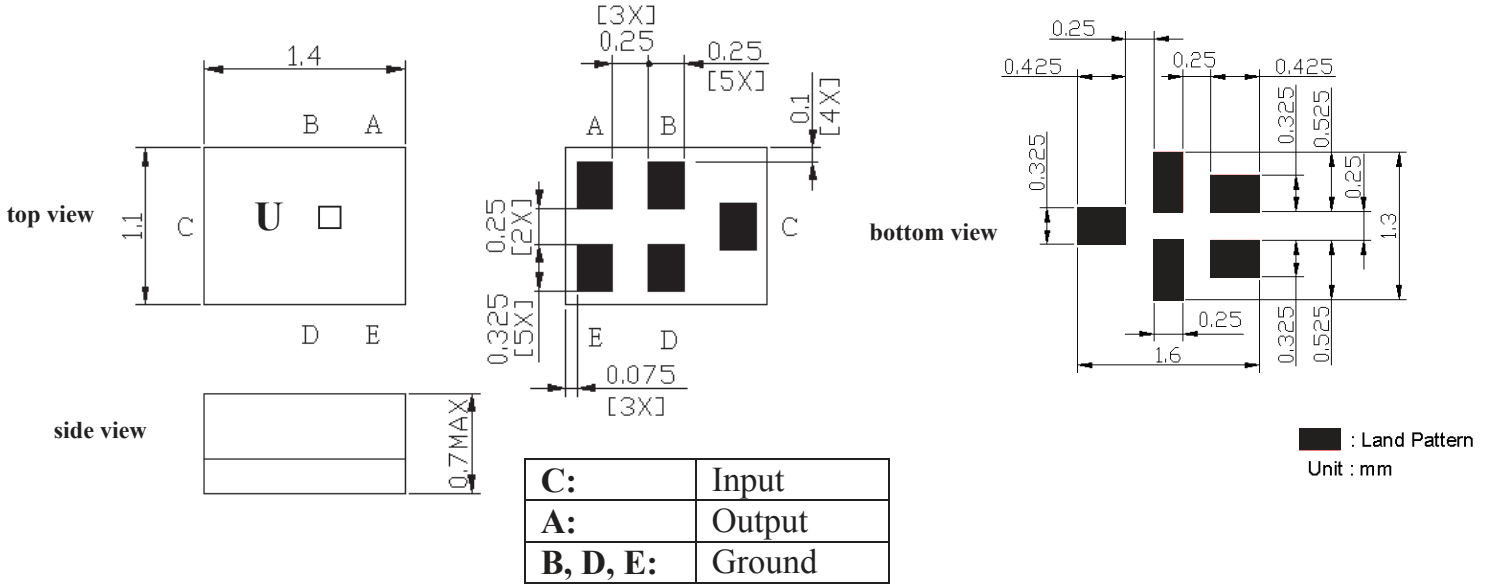 1.4
B A
C
U
1.1
top view
D E
side view
0.7MAX
[3X]
0.25
0.25
[5X]
0.1
[4X]
A B
0.25
[2X]
C
0.325
[5X]
E D
0.075
[3X]
bottom view
0.25
0.425 0.25 0.425
0.325
0.325
0.525
0.25
1.3
0.25
0.325
0.525
1.6
: Land Pattern
Unit : mm
C: Input
A: Output
B, D, E: Ground